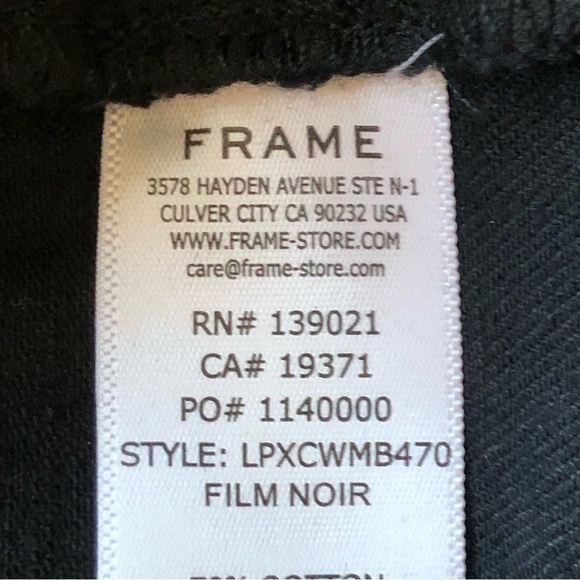 FRAME
3578 HAYDEN AVENUE STE N-1
CULVER CITY CA 90232 USA
WWW.FRAME-STORE.COM
care@frame-store.com
RN# 139021
CA# 19371
PO# 1140000
STYLE: LPXCWMB470
FILM NOIR
COTTON